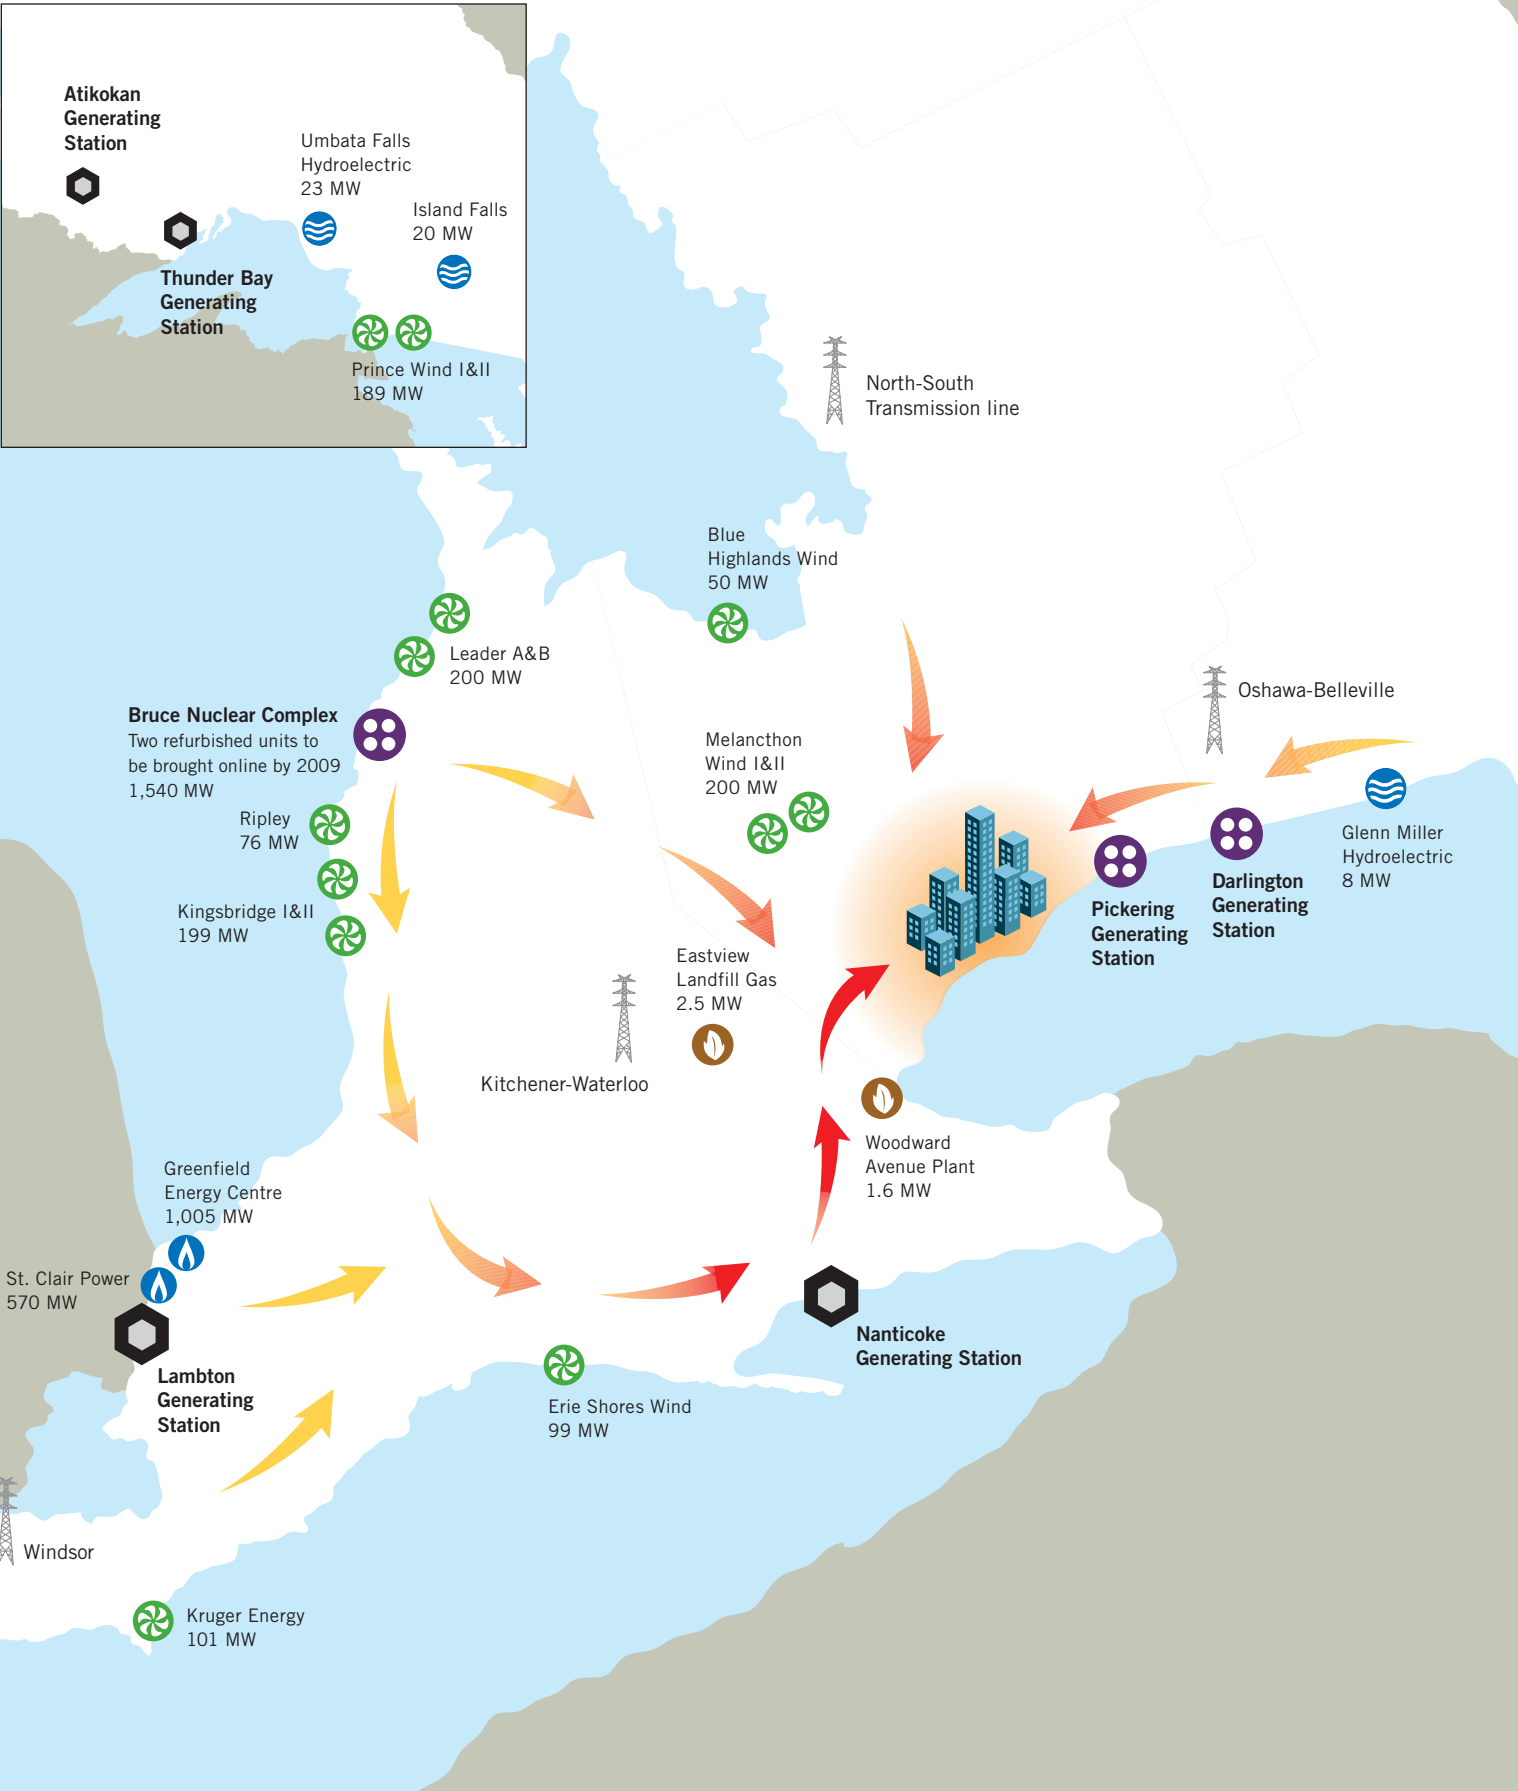 Atikokan
Generating
Station
Umbata Falls
Hydroelectric
23 MW
Island Falls
20 MW
Thunder Bay
Generating
Station
Prince Wind I&II
189 MW
North-South
Transmission line
Blue
Highlands Wind
50 MW
Leader A&B
200 MW
Bruce Nuclear Complex
Two refurbished units to
be brought online by 2009
1,540 MW
Oshawa-Belleville
Melancthon
Wind I&II
200 MW
Ripley
76 MW
Glenn Miller
Hydroelectric
8 MW
Kingsbridge I&II
199 MW
Pickering
Generating
Station
Darlington
Generating
Station
Eastview
Landfill Gas
2.5 MW
Kitchener-Waterloo
Woodward
Avenue Plant
1.6 MW
Greenfield
Energy Centre
1,005 MW
St. Clair Power
570 MW
Lambton
Generating
Station
Nanticoke
Generating Station
Erie Shores Wind
99 MW
Windsor
Kruger Energy
101 MW